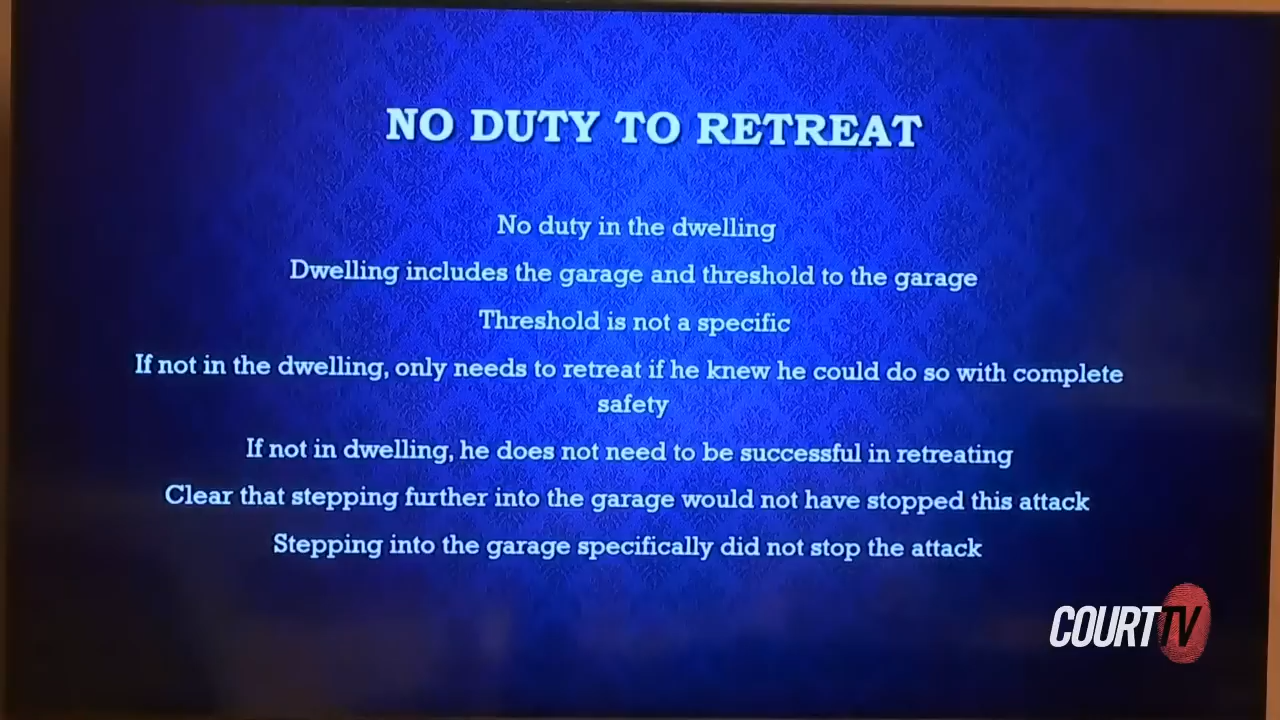 NO DUTY TO RETREAT
No duty in the dwelling
Dwelling includes the garage and threshold to the garage
Threshold is not a specific
If not in the dwelling, only needs to retreat if he knew he could do so with complete
safety
If not in dwelling, he does not need to be successful in retreating
Clear that stepping further into the garage would not have stopped this attack
Stepping into the garage specifically did not stop the attack
COURT TV